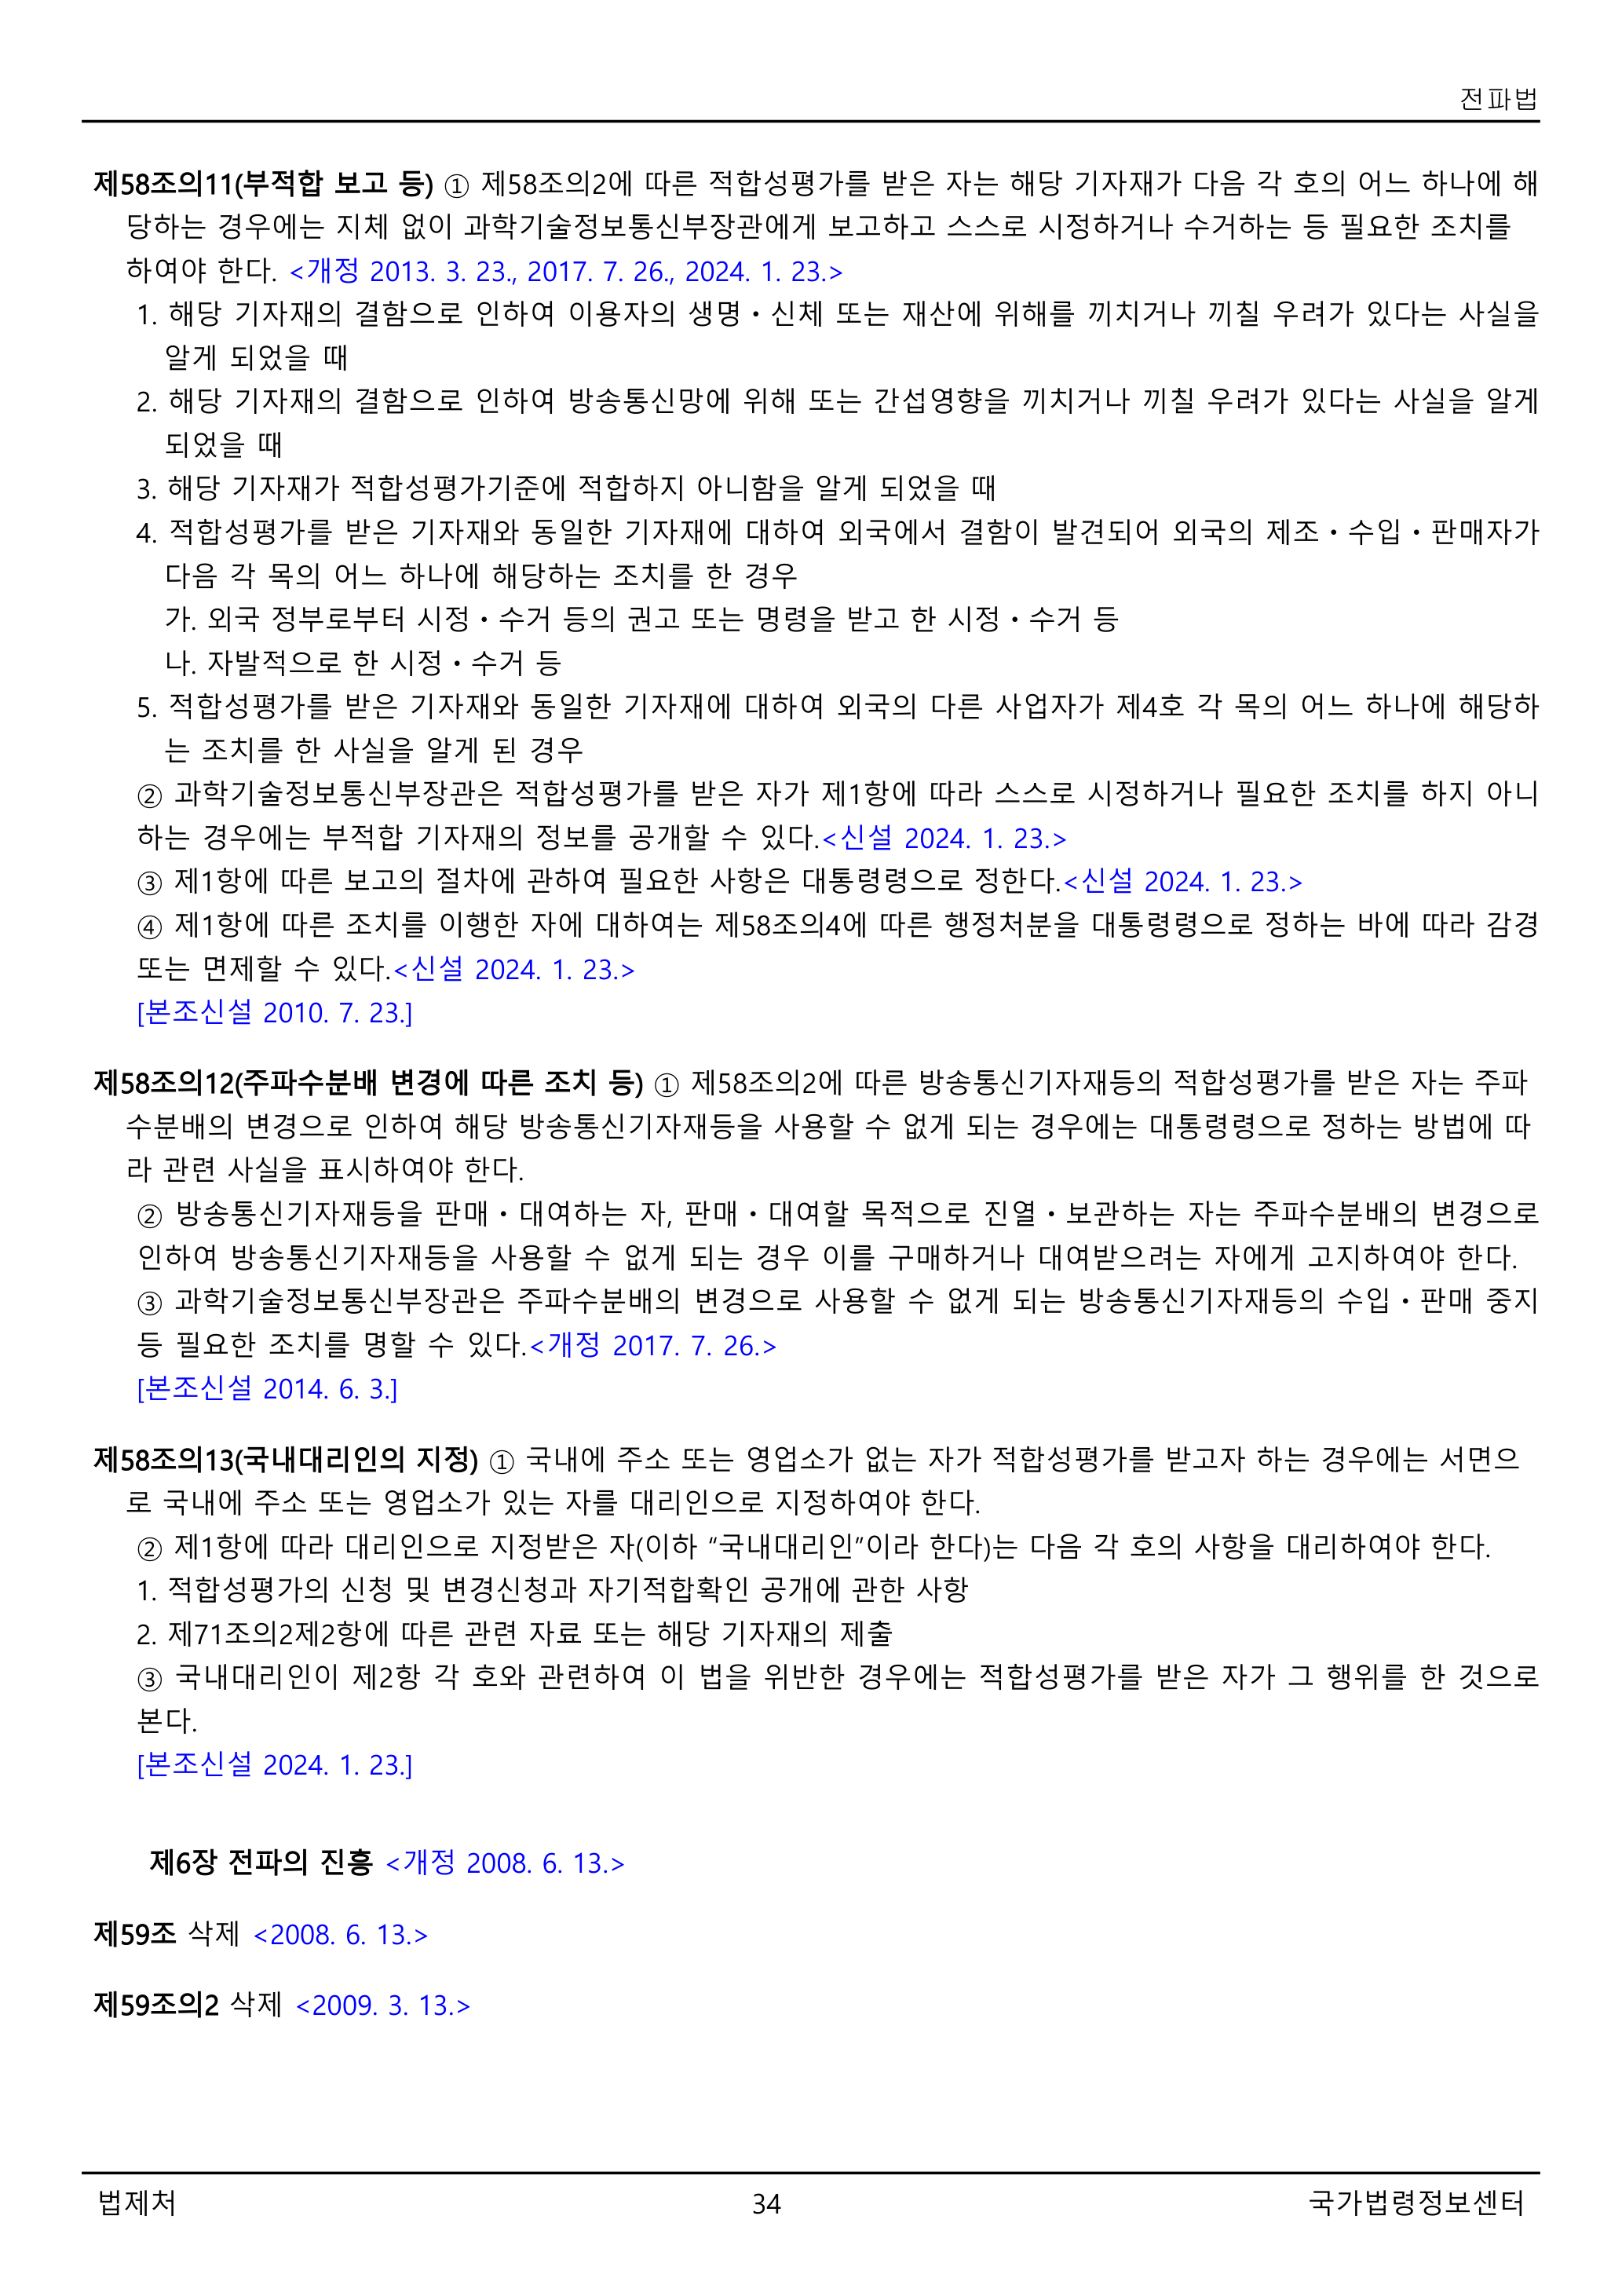 전파법
제58조의11(부적합 보고 등) ① 제58조의2에 따른 적합성평가를 받은 자는 해당 기자재가 다음 각 호의 어느 하나에 해
당하는 경우에는 지체 없이 과학기술정보통신부장관에게 보고하고 스스로 시정하거나 수거하는 등 필요한 조치를
하여야 한다. <개정 2013. 3. 23., 2017. 7. 26., 2024. 1. 23.>
1. 해당 기자재의 결함으로 인하여 이용자의 생명ㆍ신체 또는 재산에 위해를 끼치거나 끼칠 우려가 있다는 사실을
알게 되었을 때
2. 해당 기자재의 결함으로 인하여 방송통신망에 위해 또는 간섭영향을 끼치거나 끼칠 우려가 있다는 사실을 알게
되었을 때
3. 해당 기자재가 적합성평가기준에 적합하지 아니함을 알게 되었을 때
4. 적합성평가를 받은 기자재와 동일한 기자재에 대하여 외국에서 결함이 발견되어 외국의 제조ㆍ수입ㆍ판매자가
다음 각 목의 어느 하나에 해당하는 조치를 한 경우
가. 외국 정부로부터 시정ㆍ수거 등의 권고 또는 명령을 받고 한 시정ㆍ수거 등
나. 자발적으로 한 시정ㆍ수거 등
5. 적합성평가를 받은 기자재와 동일한 기자재에 대하여 외국의 다른 사업자가 제4호 각 목의 어느 하나에 해당하
는 조치를 한 사실을 알게 된 경우
② 과학기술정보통신부장관은 적합성평가를 받은 자가 제1항에 따라 스스로 시정하거나 필요한 조치를 하지 아니
하는 경우에는 부적합 기자재의 정보를 공개할 수 있다.<신설 2024. 1. 23.>
③ 제1항에 따른 보고의 절차에 관하여 필요한 사항은 대통령령으로 정한다.<신설 2024. 1. 23.>
④ 제1항에 따른 조치를 이행한 자에 대하여는 제58조의4에 따른 행정처분을 대통령령으로 정하는 바에 따라 감경
또는 면제할 수 있다.<신설 2024. 1. 23.>
[본조신설 2010. 7. 23.]
제58조의12(주파수분배 변경에 따른 조치 등) ① 제58조의2에 따른 방송통신기자재등의 적합성평가를 받은 자는 주파
수분배의 변경으로 인하여 해당 방송통신기자재등을 사용할 수 없게 되는 경우에는 대통령령으로 정하는 방법에 따
라 관련 사실을 표시하여야 한다.
② 방송통신기자재등을 판매ㆍ대여하는 자, 판매ㆍ대여할 목적으로 진열ㆍ보관하는 자는 주파수분배의 변경으로
인하여 방송통신기자재등을 사용할 수 없게 되는 경우 이를 구매하거나 대여받으려는 자에게 고지하여야 한다.
③ 과학기술정보통신부장관은 주파수분배의 변경으로 사용할 수 없게 되는 방송통신기자재등의 수입ㆍ판매 중지
등 필요한 조치를 명할 수 있다.<개정 2017. 7. 26.>
[본조신설 2014. 6. 3.]
제58조의13(국내대리인의 지정) ① 국내에 주소 또는 영업소가 없는 자가 적합성평가를 받고자 하는 경우에는 서면으
로 국내에 주소 또는 영업소가 있는 자를 대리인으로 지정하여야 한다.
② 제1항에 따라 대리인으로 지정받은 자(이하 “국내대리인”이라 한다)는 다음 각 호의 사항을 대리하여야 한다.
1. 적합성평가의 신청 및 변경신청과 자기적합확인 공개에 관한 사항
2. 제71조의2제2항에 따른 관련 자료 또는 해당 기자재의 제출
③ 국내대리인이 제2항 각 호와 관련하여 이 법을 위반한 경우에는 적합성평가를 받은 자가 그 행위를 한 것으로
본다.
[본조신설 2024. 1. 23.]
제6장 전파의 진흥 <개정 2008. 6. 13.>
제59조 삭제 <2008. 6. 13.>
제59조의2 삭제 <2009. 3. 13.>
법제처 34 국가법령정보센터